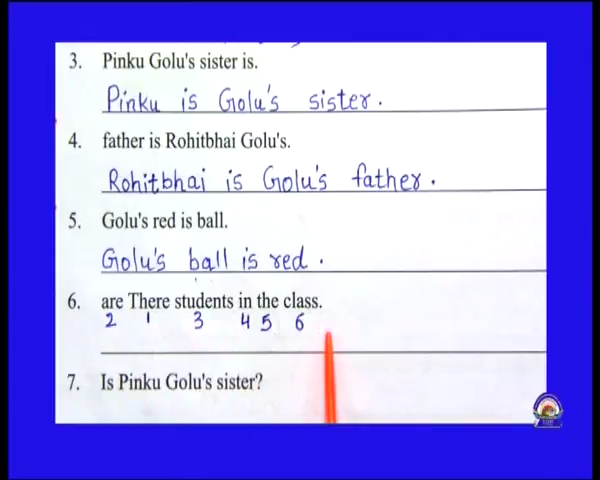 3. Pinku Golu's sister is.
Pinku is Golu's sister.
4. father is Rohitbhai Golu's.
Rohitbhai is Golu's father.
5. Golu's red is ball.
Golu's ball is red.
6. are There students in the class.
2 1 3 4 5 6
7. Is Pinku Golu's sister?